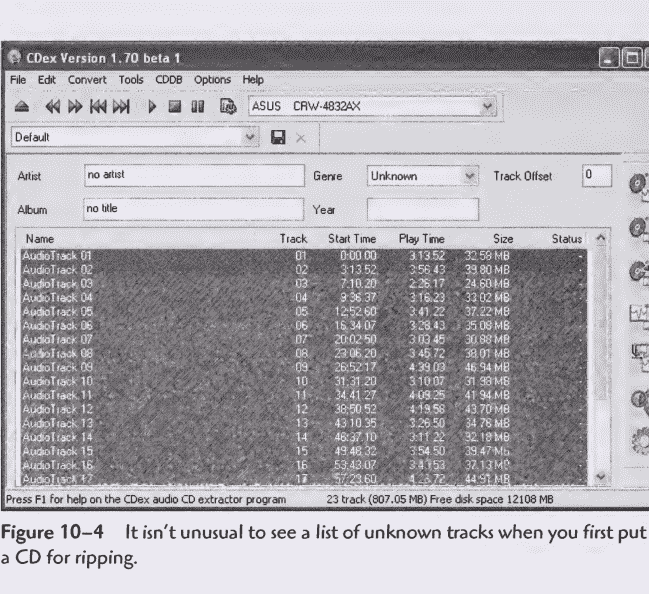 CDex Version 1.70 beta 1
File Edit Convert Tools CDDB Options Help
ASUS CRW-4832AX
Default
Artist no artist Genre Unknown Track Offset 0
Album no title Year
Name Track Start Time Play Time Size Status
AudioTrack 01 01 0:00.00 3:13.52 32.58 MB -
AudioTrack 02 02 3:13.52 3:56.43 39.80 MB -
AudioTrack 03 03 7:10.20 2:26.17 24.60 MB -
AudioTrack 04 04 9:36.37 3:16.23 33.02 MB -
AudioTrack 05 05 12:52.60 3:41.22 37.22 MB -
AudioTrack 06 06 16:34.07 3:28.43 35.08 MB -
AudioTrack 07 07 20:02.50 3:03.45 30.88 MB -
AudioTrack 08 08 23:06.20 3:45.72 38.01 MB -
AudioTrack 09 09 26:52.17 4:39.03 46.94 MB -
AudioTrack 10 10 31:31.20 3:10.07 31.98 MB -
AudioTrack 11 11 34:41.27 4:09.25 41.94 MB -
AudioTrack 12 12 38:50.52 4:19.58 43.70 MB -
AudioTrack 13 13 43:10.35 3:26.50 34.76 MB -
AudioTrack 14 14 46:37.10 3:11.22 32.18 MB -
AudioTrack 15 15 49:48.32 3:54.50 39.47 MB -
AudioTrack 16 16 53:43.07 3:40.53 37.13 MB -
AudioTrack 17 17 57:23.60 4:26.72 44.91 MB -
Press F1 for help on the CDex audio CD extractor program 23 track (807.05 MB) Free disk space 12108 MB
Figure 10–4 It isn't unusual to see a list of unknown tracks when you first put
a CD for ripping.